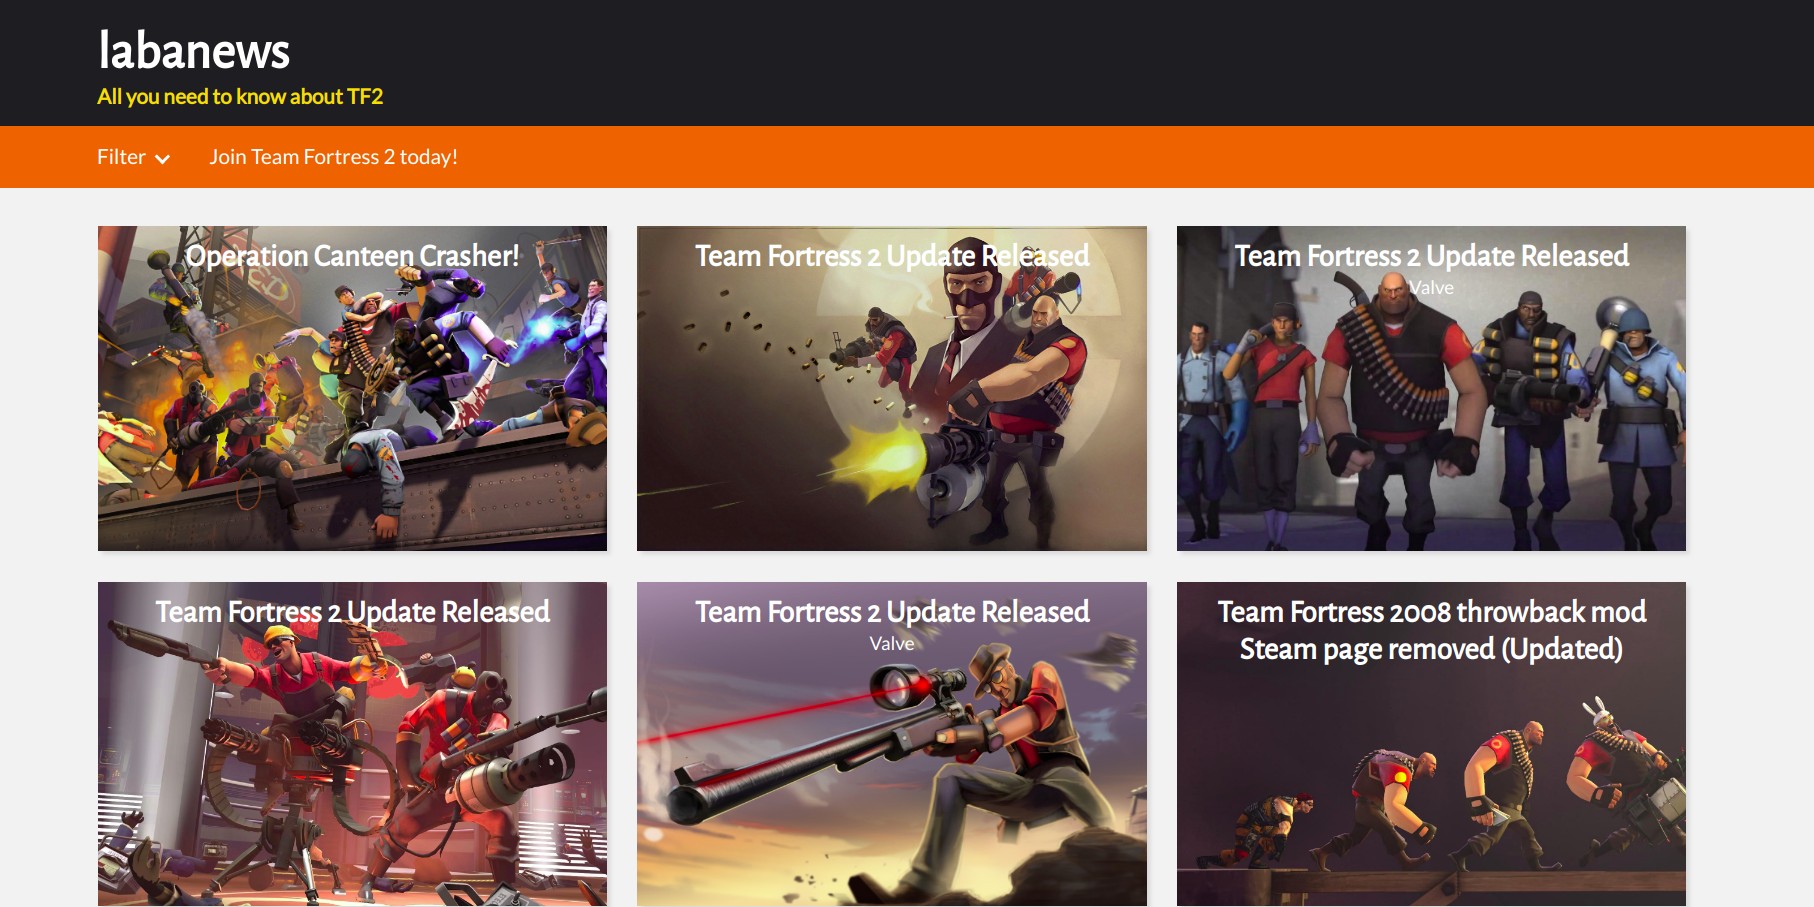 labanews
All you need to know about TF2
Filter
Join Team Fortress 2 today!
Operation Canteen Crasher!
Team Fortress 2 Update Released
Team Fortress 2 Update Released
Valve
Team Fortress 2 Update Released
Team Fortress 2 Update Released
Valve
Team Fortress 2008 throwback mod
Steam page removed (Updated)